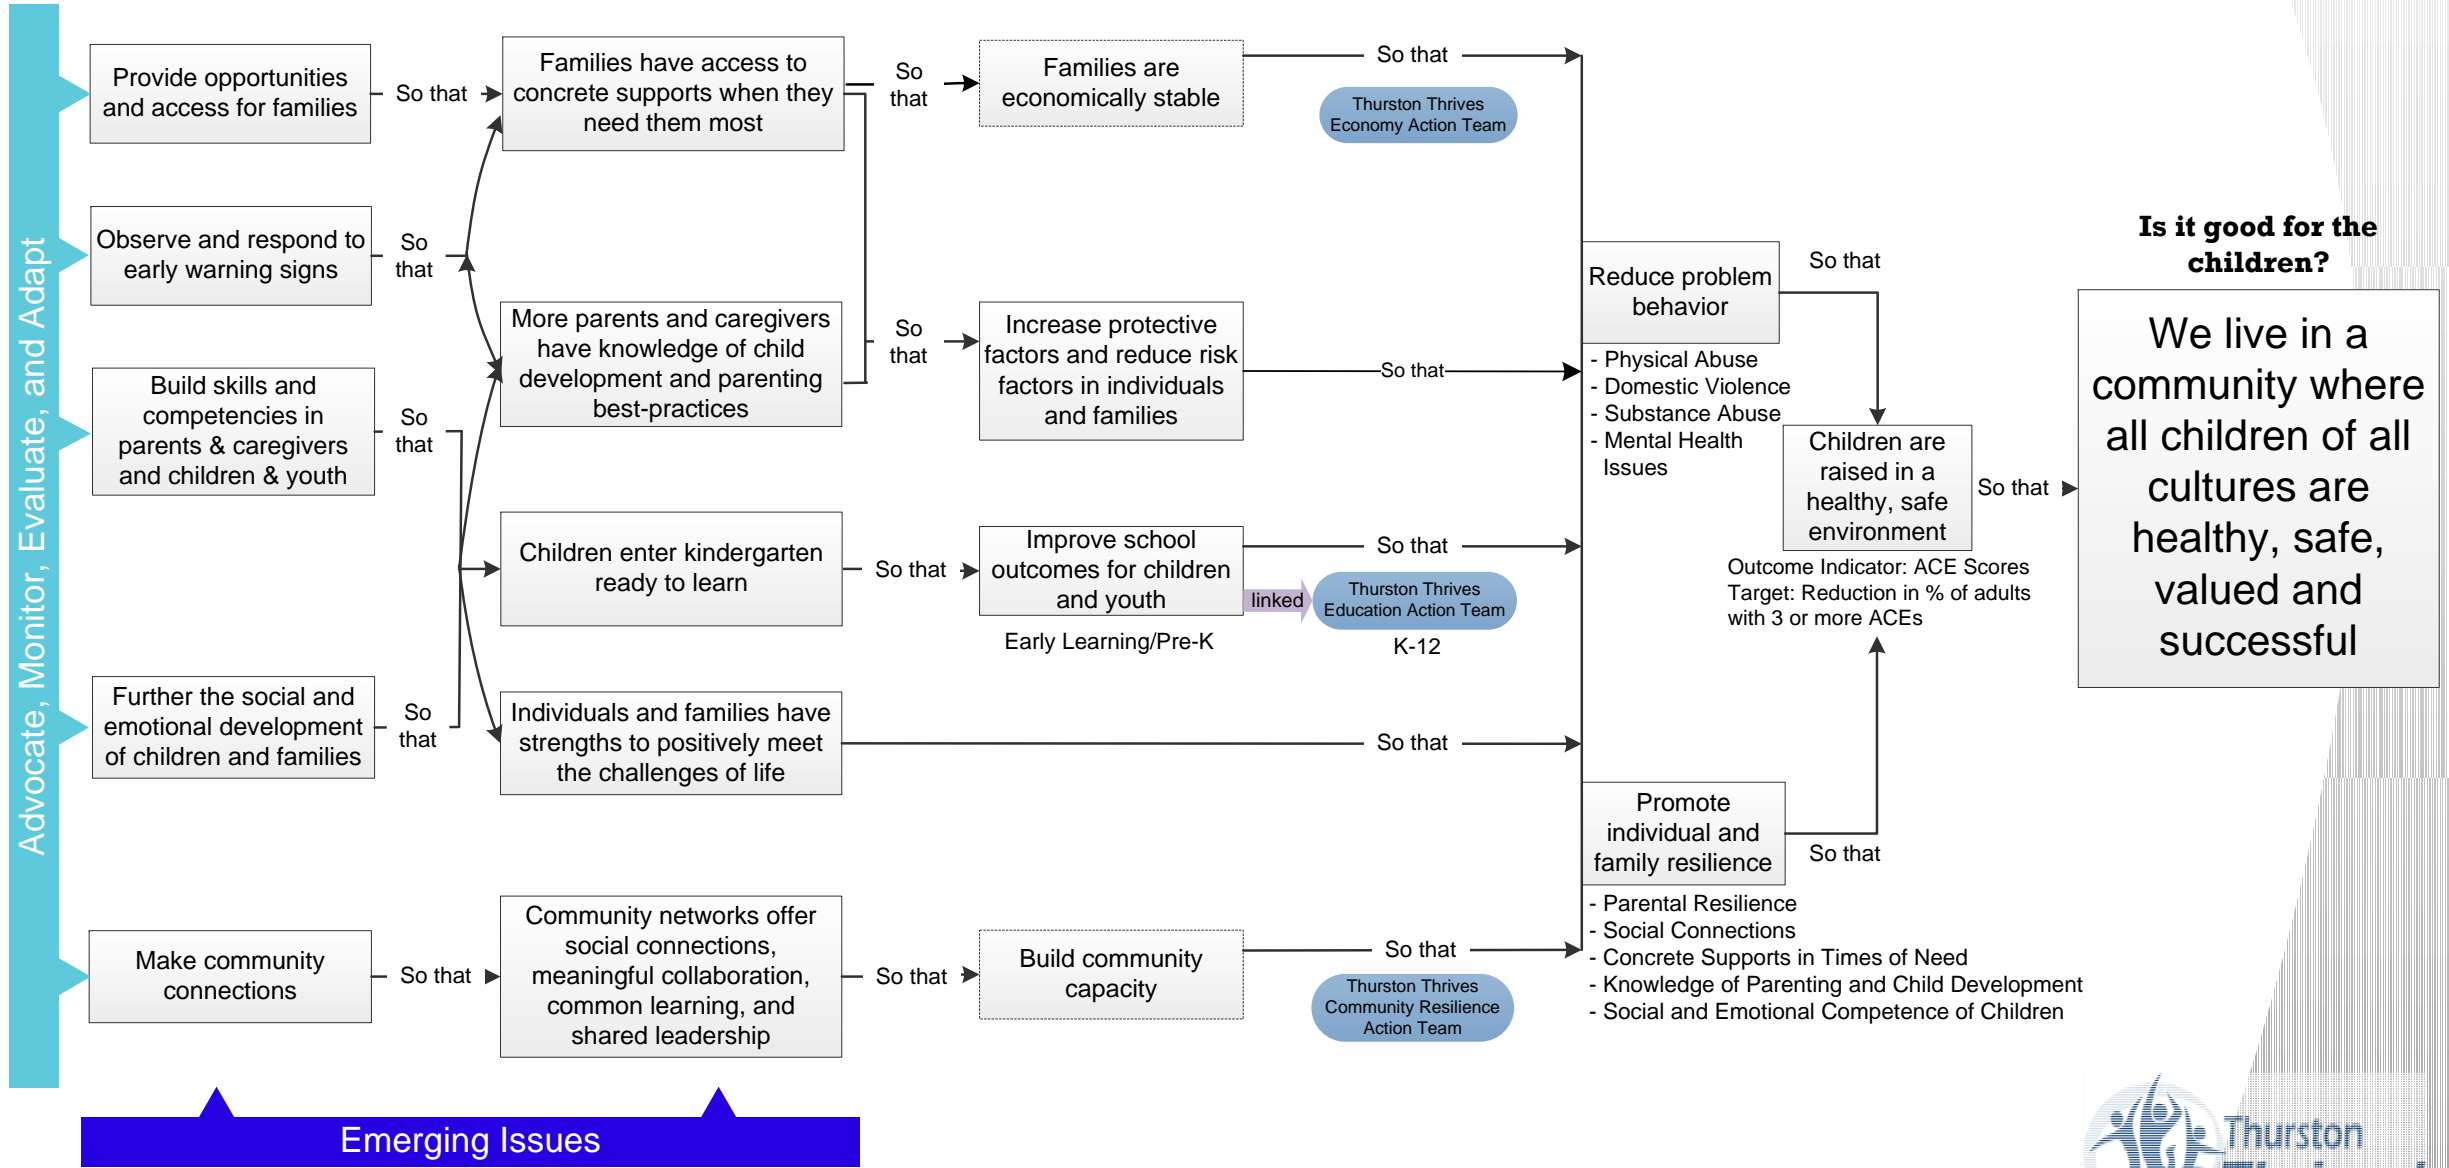 Advocate, Monitor, Evaluate, and Adapt
Provide opportunities
and access for families
So that
Families have access to
concrete supports when they
need them most
So
that
Families are
economically stable
So that
Thurston Thrives
Economy Action Team
Observe and respond to
early warning signs
So
that
More parents and caregivers
have knowledge of child
development and parenting
best-practices
So
that
Increase protective
factors and reduce risk
factors in individuals
and families
So that
Build skills and
competencies in
parents & caregivers
and children & youth
So
that
Children enter kindergarten
ready to learn
So that
Improve school
outcomes for children
and youth
Early Learning/Pre-K
So that
linked
Thurston Thrives
Education Action Team
K-12
Further the social and
emotional development
of children and families
So
that
Individuals and families have
strengths to positively meet
the challenges of life
So that
Make community
connections
So that
Community networks offer
social connections,
meaningful collaboration,
common learning, and
shared leadership
So that
Build community
capacity
So that
Thurston Thrives
Community Resilience
Action Team
Reduce problem
behavior
- Physical Abuse
- Domestic Violence
- Substance Abuse
- Mental Health
Issues
So that
Children are
raised in a
healthy, safe
environment
Outcome Indicator: ACE Scores
Target: Reduction in % of adults
with 3 or more ACEs
So that
Promote
individual and
family resilience
So that
- Parental Resilience
- Social Connections
- Concrete Supports in Times of Need
- Knowledge of Parenting and Child Development
- Social and Emotional Competence of Children
Is it good for the
children?
We live in a
community where
all children of all
cultures are
healthy, safe,
valued and
successful
Emerging Issues
Thurston